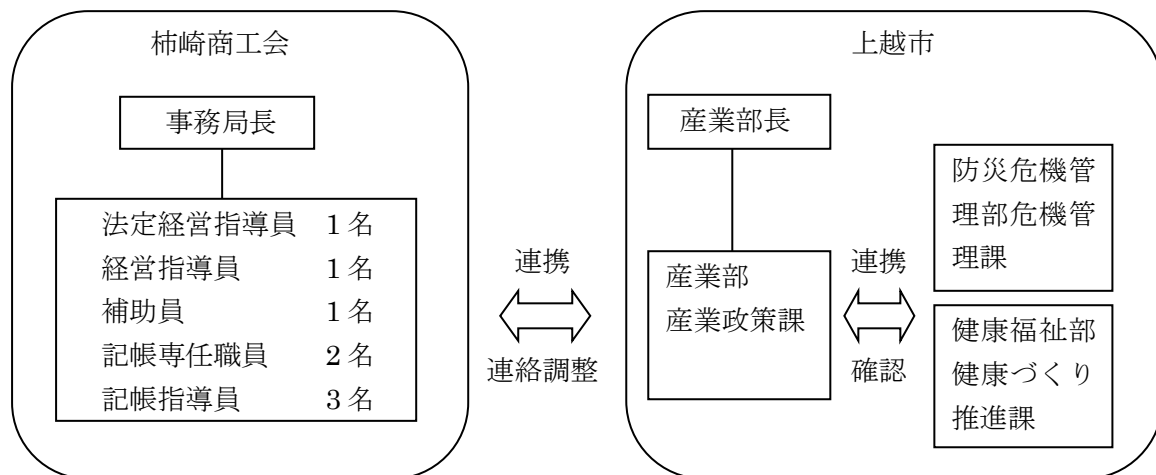 柿崎商工会
事務局長
法定経営指導員 1名
経営指導員 1名
補助員 1名
記帳専任職員 2名
記帳指導員 3名
連携
連絡調整
上越市
産業部長
産業部
産業政策課
連携
確認
防災危機管
理部危機管
理課
健康福祉部
健康づくり
推進課